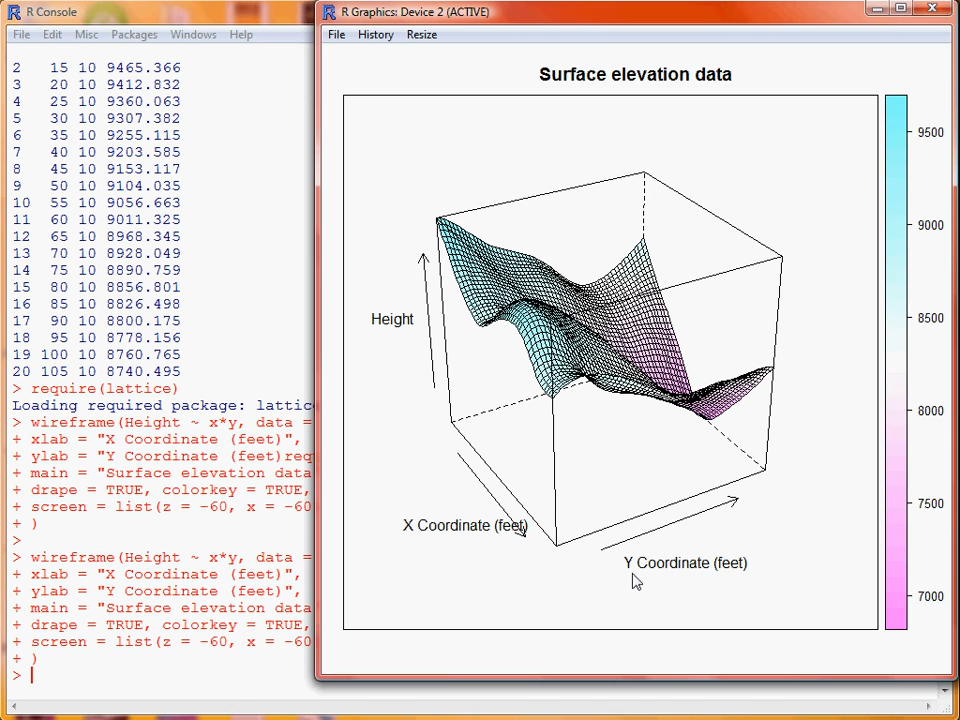 R Console
File Edit Misc Packages Windows Help
2 15 10 9465.366
3 20 10 9412.832
4 25 10 9360.063
5 30 10 9307.382
6 35 10 9255.115
7 40 10 9203.585
8 45 10 9153.117
9 50 10 9104.035
10 55 10 9056.663
11 60 10 9011.325
12 65 10 8968.345
13 70 10 8928.049
14 75 10 8890.759
15 80 10 8856.801
16 85 10 8826.498
17 90 10 8800.175
18 95 10 8778.156
19 100 10 8760.765
20 105 10 8740.495
> require(lattice)
Loading required package: lattic
> wireframe(Height ~ x*y, data =
+ xlab = "X Coordinate (feet)",
+ ylab = "Y Coordinate (feet)req
+ main = "Surface elevation data
+ drape = TRUE, colorkey = TRUE,
+ screen = list(z = -60, x = -60
+ )
>
> wireframe(Height ~ x*y, data =
+ xlab = "X Coordinate (feet)",
+ ylab = "Y Coordinate (feet)",
+ main = "Surface elevation data
+ drape = TRUE, colorkey = TRUE,
+ screen = list(z = -60, x = -60
+ )
>
R Graphics: Device 2 (ACTIVE)
File History Resize
Surface elevation data
Height
X Coordinate (feet)
Y Coordinate (feet)
9500
9000
8500
8000
7500
7000